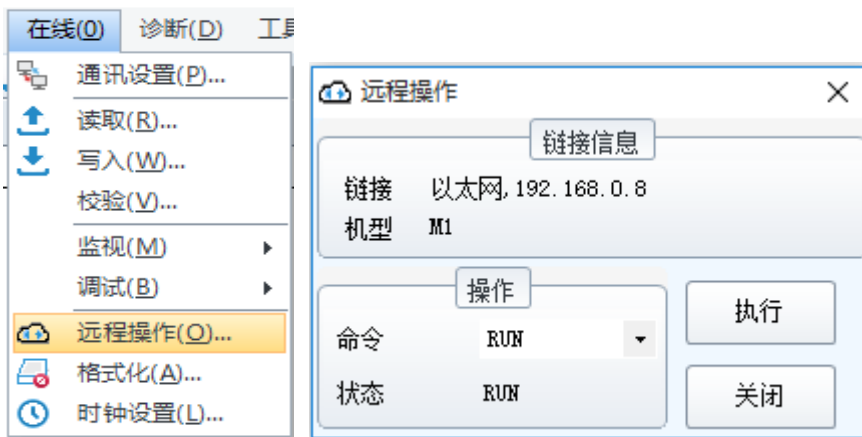 在线(O) 诊断(D) 工具
通讯设置(P)...
读取(R)...
写入(W)...
校验(V)...
监视(M)
调试(B)
远程操作(O)...
格式化(A)...
时钟设置(L)...
远程操作
链接信息
链接 以太网,192.168.0.8
机型 M1
操作
命令 RUN
状态 RUN
执行
关闭